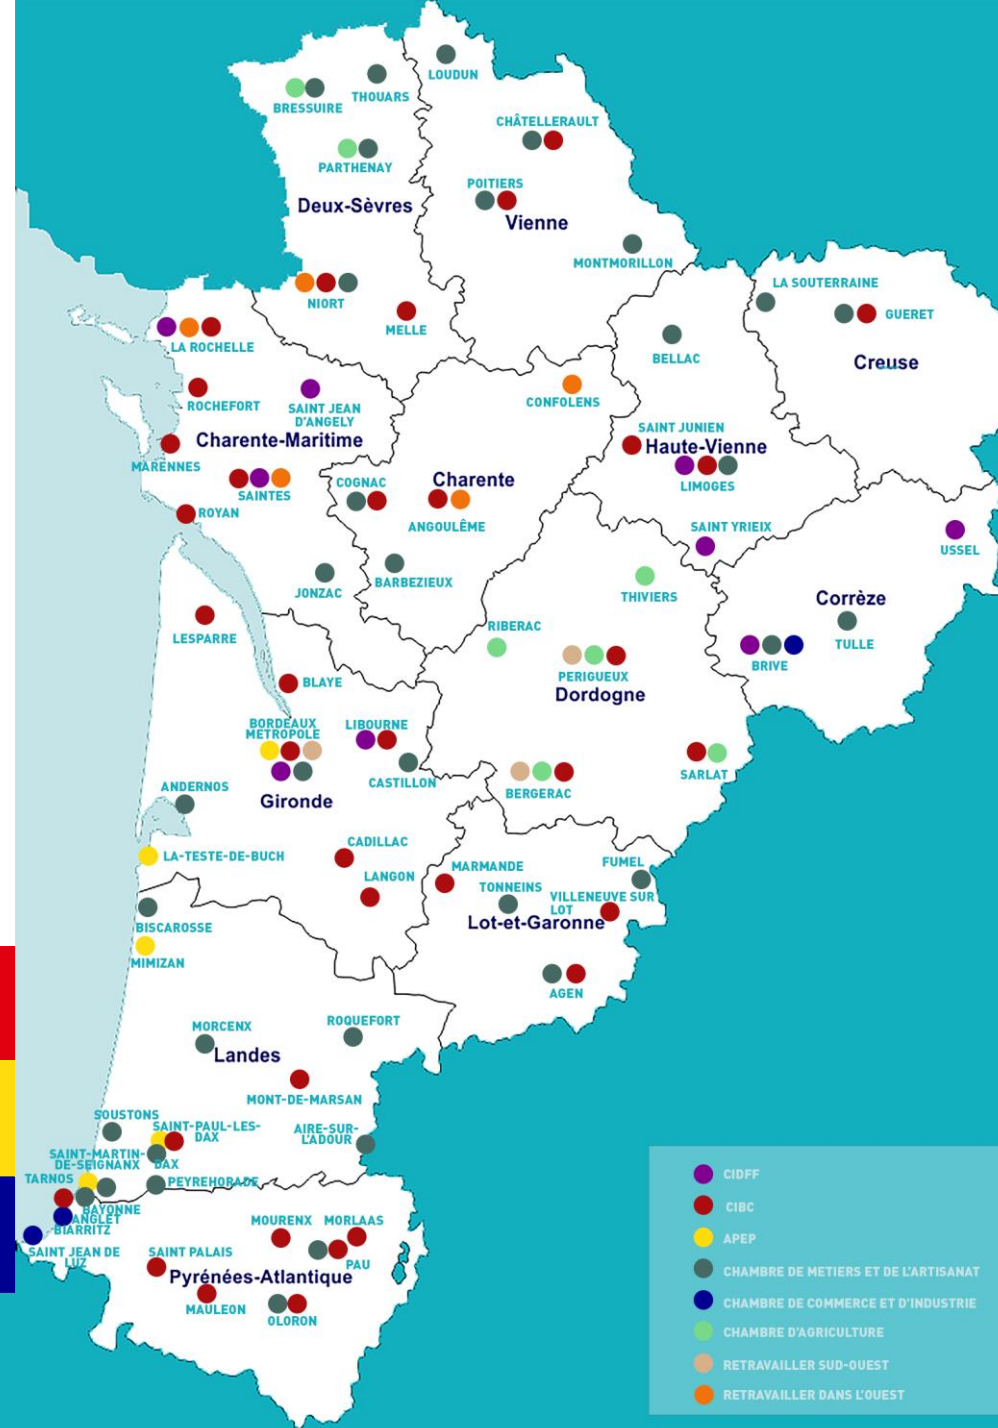 LOUDUN
THOUARS
BRESSUIRE
CHÂTELLERAULT
PARTHENAY
POITIERS
Deux-Sèvres
Vienne
MONTMORILLON
LA SOUTERRAINE
NIORT
GUERET
MELLE
LA ROCHELLE
BELLAC
Creuse
CONFOLENS
ROCHEFORT
SAINT JEAN
D'ANGELY
SAINT JUNIEN
Charente-Maritime
Haute-Vienne
MARENNES
COGNAC
Charente
LIMOGES
SAINTES
ROYAN
ANGOULÊME
SAINT YRIEIX
USSEL
BARBEZIEUX
JONZAC
THIVIERS
Corrèze
RIBERAC
LESPARRE
TULLE
BRIVE
PERIGUEUX
BLAYE
Dordogne
BORDEAUX
METROPOLE
LIBOURNE
SARLAT
CASTILLON
ANDERNOS
BERGERAC
Gironde
CADILLAC
LA-TESTE-DE-BUCH
FUMEL
MARMANDE
LANGON
TONNEINS
VILLENEUVE SUR
LOT
Lot-et-Garonne
BISCAROSSE
MIMIZAN
AGEN
ROQUEFORT
MORCENX
Landes
MONT-DE-MARSAN
SOUSTONS
SAINT-PAUL-LES-
DAX
AIRE-SUR-
L'ADOUR
SAINT-MARTIN-
DE-SEIGNANX
DAX
TARNOS
PEYREHORADE
BAYONNE
ANGLET
BIARRITZ
MOURENX
MORLAAS
SAINT JEAN DE
LUZ
SAINT PALAIS
PAU
Pyrénées-Atlantique
MAULEON
OLORON
CIDFF
CIBC
APEP
CHAMBRE DE METIERS ET DE L'ARTISANAT
CHAMBRE DE COMMERCE ET D'INDUSTRIE
CHAMBRE D'AGRICULTURE
RETRAVAILLER SUD-OUEST
RETRAVAILLER DANS L'OUEST